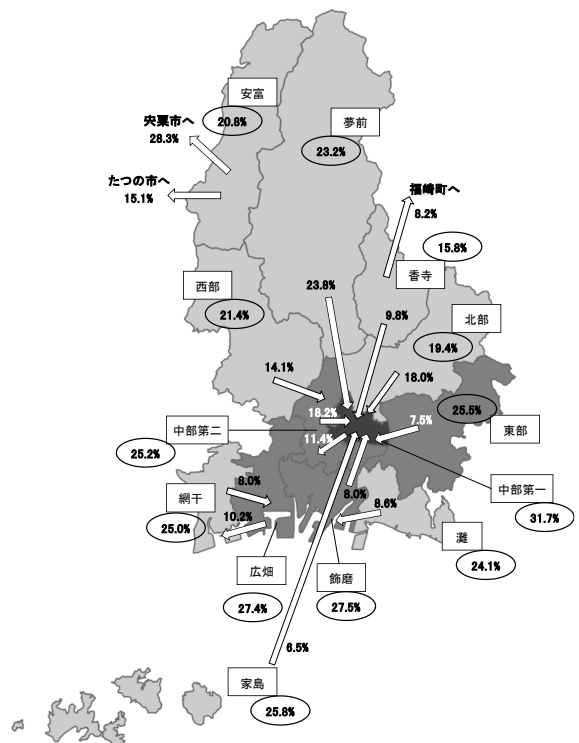 安富
20.8%
宍粟市へ
28.3%
夢前
23.2%
たつの市へ
15.1%
福崎町へ
8.2%
15.8%
香寺
西部
21.4%
23.8%
9.8%
北部
19.4%
14.1%
18.0%
18.2%
7.5%
25.5%
東部
中部第二
11.4%
25.2%
中部第一
31.7%
8.0%
網干
25.0%
10.2%
8.0%
8.6%
灘
24.1%
広畑
27.4%
飾磨
27.5%
6.5%
家島
25.8%